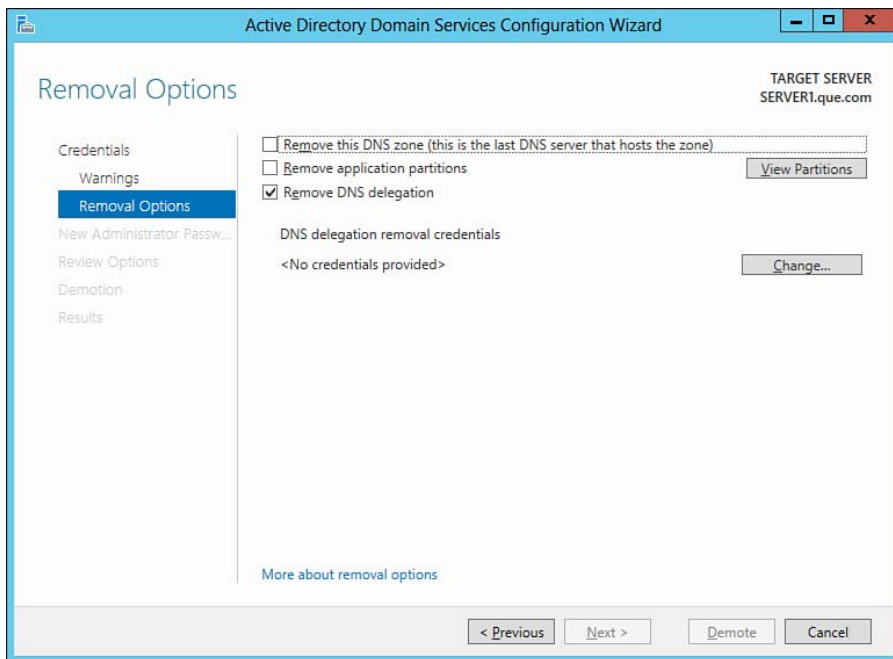 Active Directory Domain Services Configuration Wizard
Removal Options
TARGET SERVER
SERVER1.que.com
Credentials
Warnings
Removal Options
New Administrator Passw...
Review Options
Demotion
Results
Remove this DNS zone (this is the last DNS server that hosts the zone)
Remove application partitions
View Partitions
Remove DNS delegation
DNS delegation removal credentials
<No credentials provided>
Change...
More about removal options
< Previous
Next >
Demote
Cancel